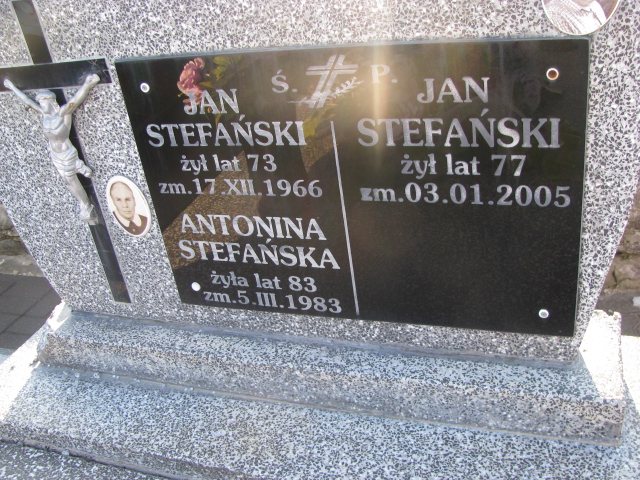 Ś. P.
JAN
STEFAŃSKI
żył lat 73
zm.17.XII.1966
ANTONINA
STEFAŃSKA
żyła lat 83
zm.5.III.1983
JAN
STEFAŃSKI
żył lat 77
zm.03.01.2005